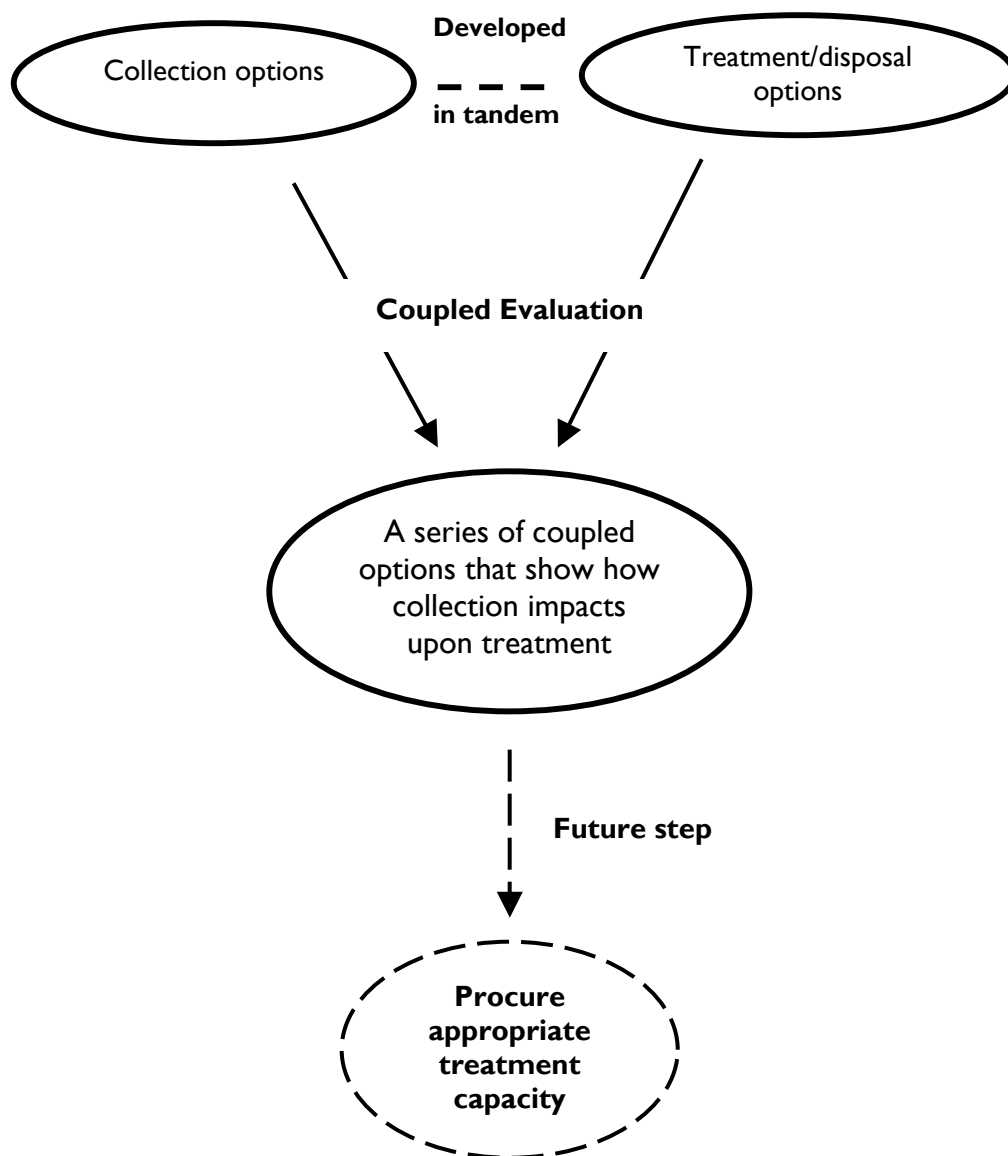 Collection options
Developed
in tandem
Treatment/disposal
options
Coupled Evaluation
A series of coupled
options that show how
collection impacts
upon treatment
Future step
Procure
appropriate
treatment
capacity